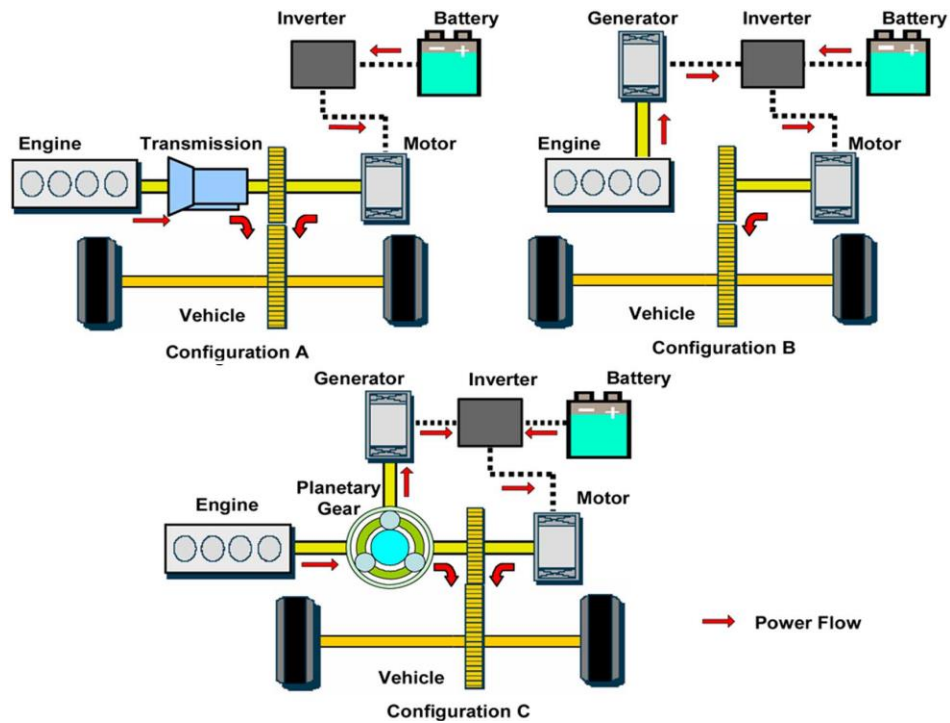 Inverter
Battery
Engine
Transmission
Motor
Vehicle
Configuration A
Generator
Inverter
Battery
Engine
Motor
Vehicle
Configuration B
Generator
Inverter
Battery
Planetary
Gear
Engine
Motor
Vehicle
Configuration C
Power Flow